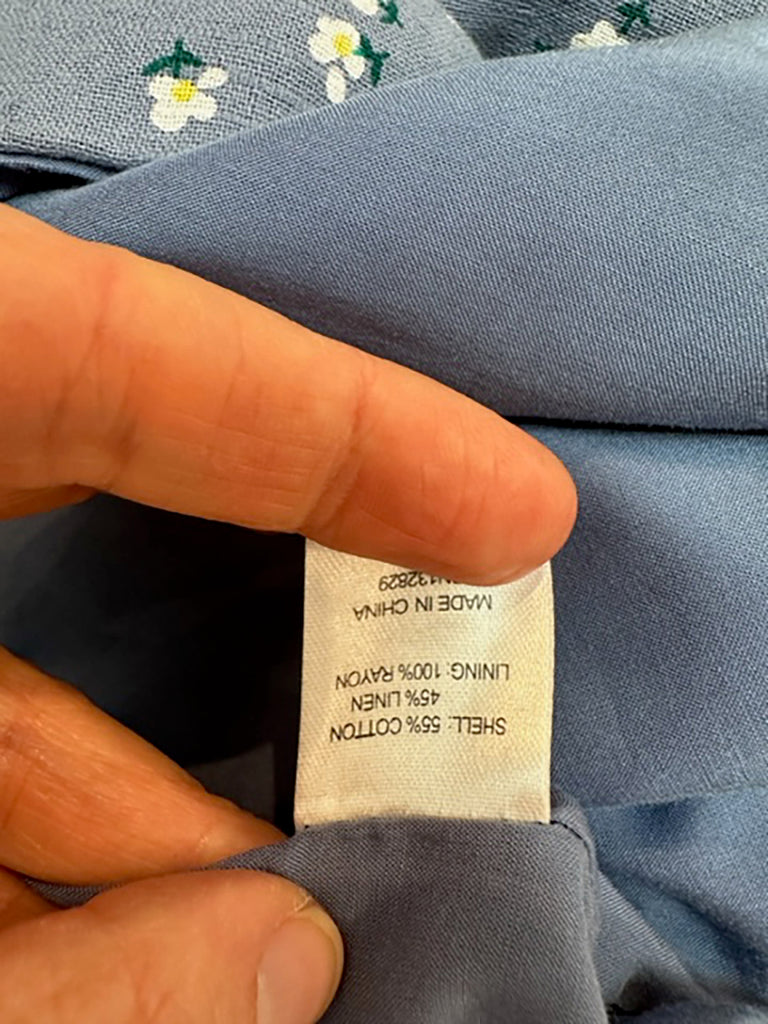 SHELL: 55% COTTON
45% LINEN
LINING: 100% RAYON
MADE IN CHINA